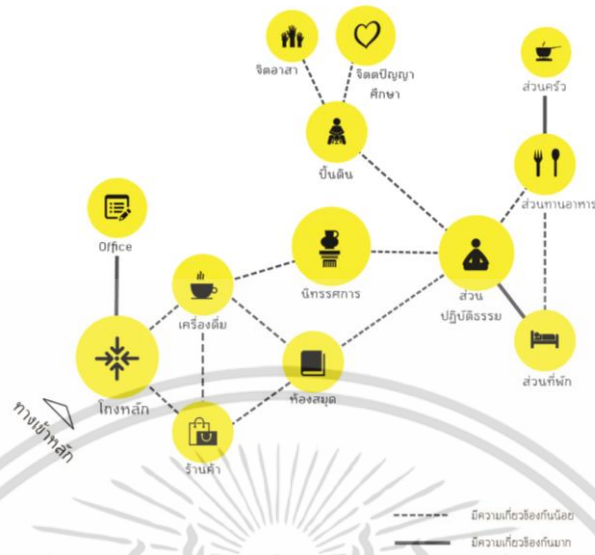 จิตอาสา
จิตตปัญญา
ศึกษา
ส่วนครัว
ปั้นดิน
ส่วนทานอาหาร
Office
เครื่องดื่ม
นิทรรศการ
ส่วน
ปฏิบัติธรรม
ส่วนที่พัก
โถงหลัก
ห้องสมุด
ทางเข้าหลัก
ร้านค้า
มีความเกี่ยวข้องกันน้อย
มีความเกี่ยวข้องกันมาก